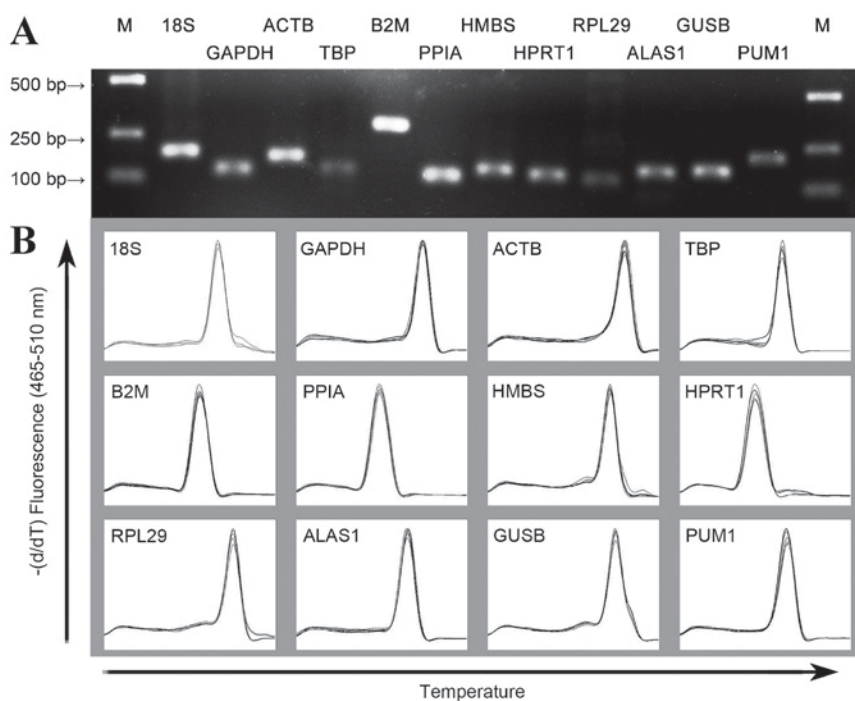 A
M 18S ACTB B2M HMBS RPL29 GUSB M
GAPDH TBP PPIA HPRT1 ALAS1 PUM1
500 bp→
250 bp→
100 bp→
B
-(d/dT) Fluorescence (465-510 nm)
18S GAPDH ACTB TBP
B2M PPIA HMBS HPRT1
RPL29 ALAS1 GUSB PUM1
Temperature